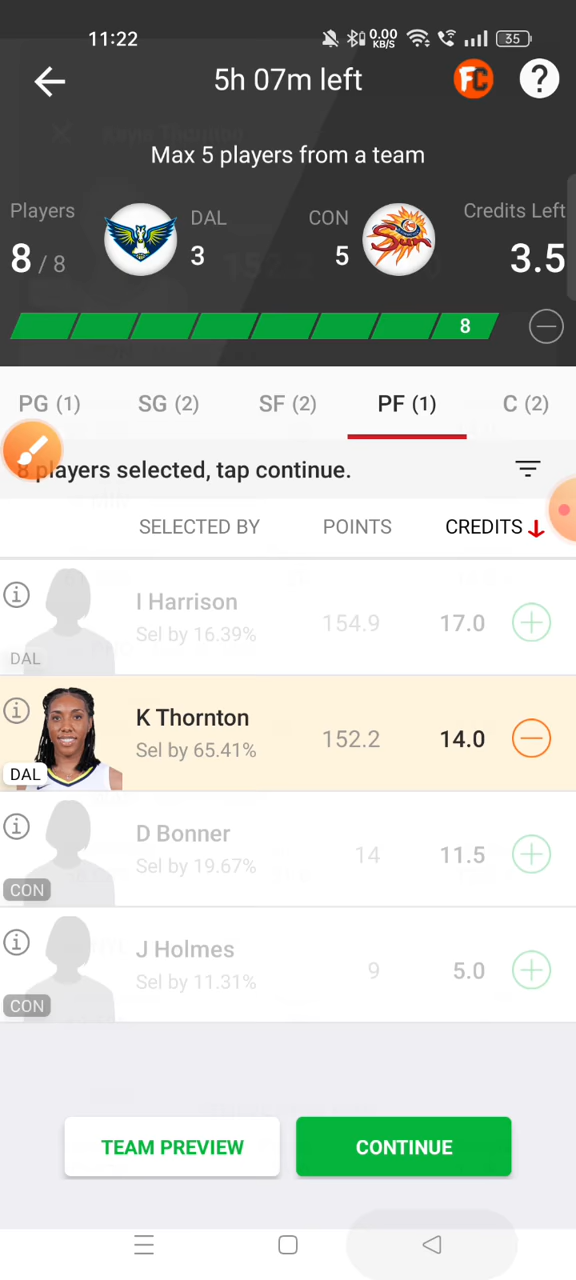 11:22
0.00
KB/S
35
5h 07m left
FC
?
Max 5 players from a team
Players
DAL
CON
Credits Left
8 / 8
3
Sun
5
3.5
8
PG (1)
SG (2)
SF (2)
PF (1)
C (2)
8 players selected, tap continue.
SELECTED BY
POINTS
CREDITS
I Harrison
Sel by 16.39%
154.9
17.0
DAL
K Thornton
Sel by 65.41%
152.2
14.0
DAL
D Bonner
Sel by 19.67%
14
11.5
CON
J Holmes
Sel by 11.31%
9
5.0
CON
TEAM PREVIEW
CONTINUE